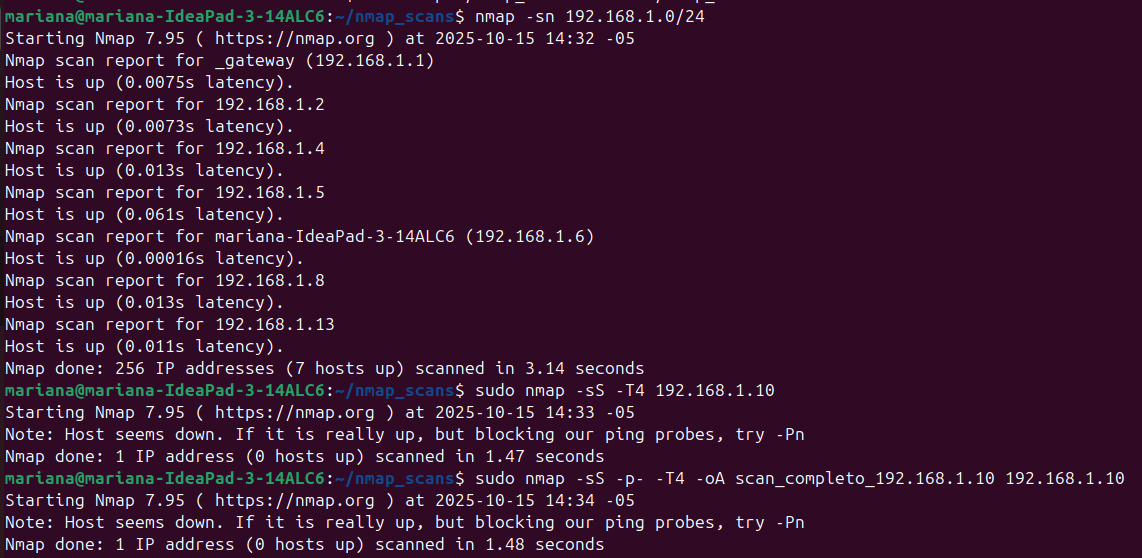 mariana@mariana-IdeaPad-3-14ALC6:~/nmap_scans$ nmap -sn 192.168.1.0/24
Starting Nmap 7.95 ( https://nmap.org ) at 2025-10-15 14:32 -05
Nmap scan report for _gateway (192.168.1.1)
Host is up (0.0075s latency).
Nmap scan report for 192.168.1.2
Host is up (0.0073s latency).
Nmap scan report for 192.168.1.4
Host is up (0.013s latency).
Nmap scan report for 192.168.1.5
Host is up (0.061s latency).
Nmap scan report for mariana-IdeaPad-3-14ALC6 (192.168.1.6)
Host is up (0.00016s latency).
Nmap scan report for 192.168.1.8
Host is up (0.013s latency).
Nmap scan report for 192.168.1.13
Host is up (0.011s latency).
Nmap done: 256 IP addresses (7 hosts up) scanned in 3.14 seconds
mariana@mariana-IdeaPad-3-14ALC6:~/nmap_scans$ sudo nmap -sS -T4 192.168.1.10
Starting Nmap 7.95 ( https://nmap.org ) at 2025-10-15 14:33 -05
Note: Host seems down. If it is really up, but blocking our ping probes, try -Pn
Nmap done: 1 IP address (0 hosts up) scanned in 1.47 seconds
mariana@mariana-IdeaPad-3-14ALC6:~/nmap_scans$ sudo nmap -sS -p- -T4 -oA scan_completo_192.168.1.10 192.168.1.10
Starting Nmap 7.95 ( https://nmap.org ) at 2025-10-15 14:34 -05
Note: Host seems down. If it is really up, but blocking our ping probes, try -Pn
Nmap done: 1 IP address (0 hosts up) scanned in 1.48 seconds